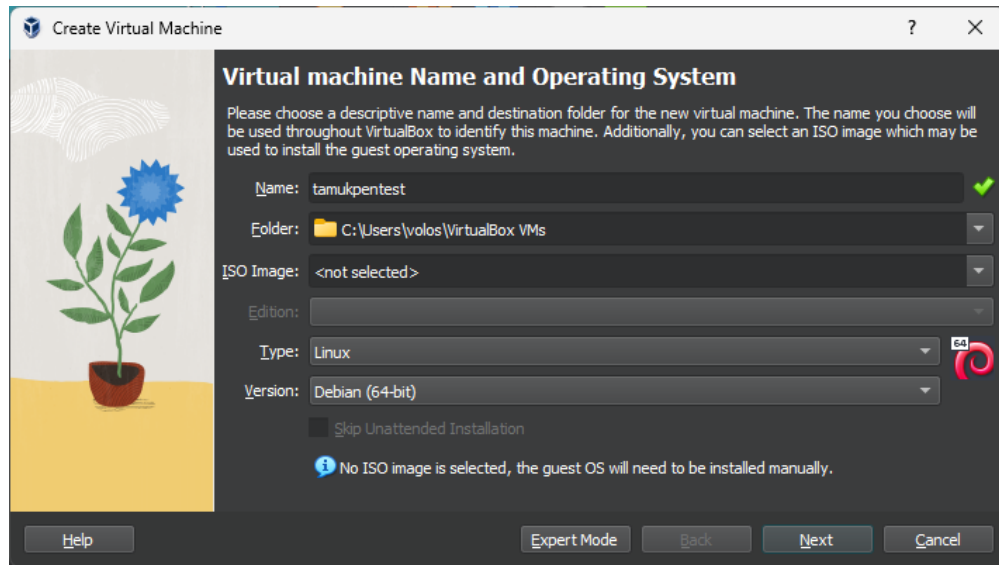 Create Virtual Machine
?
Virtual machine Name and Operating System
Please choose a descriptive name and destination folder for the new virtual machine. The name you choose will
be used throughout VirtualBox to identify this machine. Additionally, you can select an ISO image which may be
used to install the guest operating system.
Name: tamukpentest
Folder: C:\Users\volos\VirtualBox VMs
ISO Image: <not selected>
Edition:
Type: Linux
64
Version: Debian (64-bit)
Skip Unattended Installation
No ISO image is selected, the guest OS will need to be installed manually.
Help Expert Mode Back Next Cancel